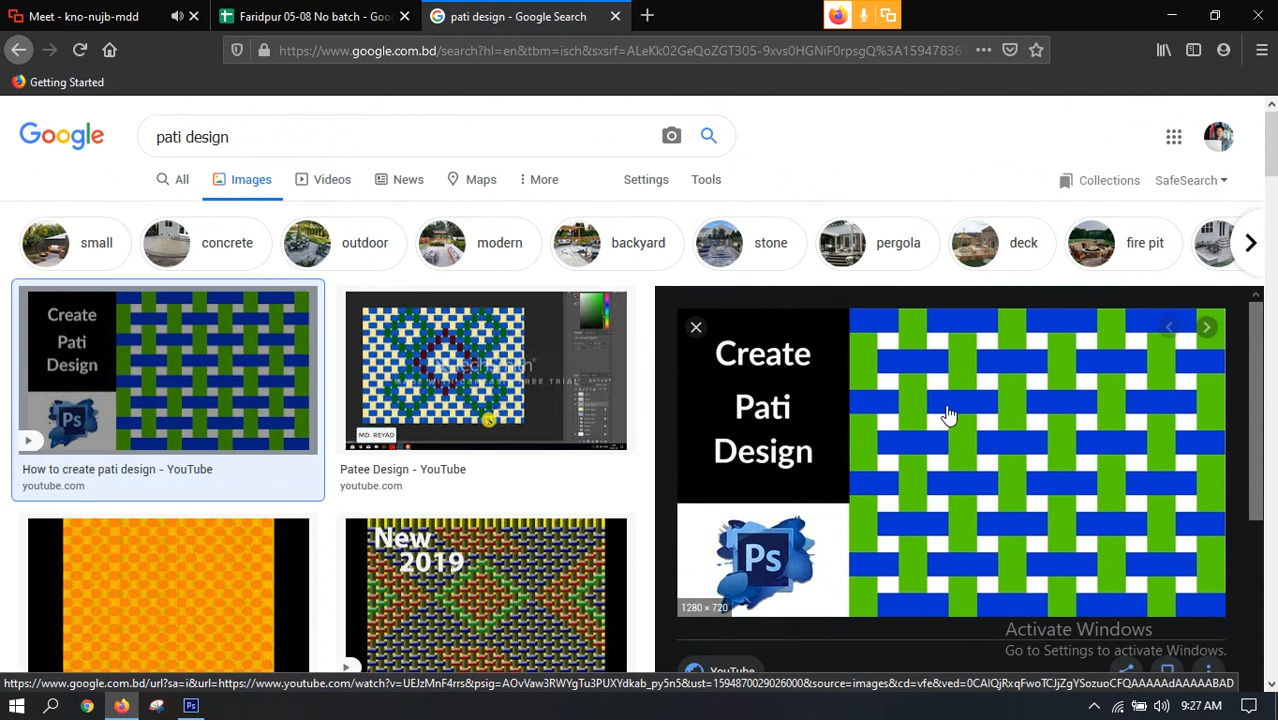 Meet - kno-nujb-mdd
Faridpur 05-08 No batch - Goo
pati design - Google Search
https://www.google.com.bd/search?hl=en&tbm=isch&sxsrf=ALeKk02GeQoZGT305-9xvs0HGNiF0rpsgQ%3A159478361
Getting Started
Google
pati design
All
Images
Videos
News
Maps
More
Settings
Tools
Collections
SafeSearch
small
concrete
outdoor
modern
backyard
stone
pergola
deck
fire pit
Create
Pati
Design
Ps
How to create pati design - YouTube
youtube.com
MD. REYAD
Patee Design - YouTube
youtube.com
New
2019
Create
Pati
Design
Ps
1280 × 720
YouTube
Activate Windows
Go to Settings to activate Windows.
https://www.google.com.bd/url?sa=i&url=https://www.youtube.com/watch?v=UEJzMnF4rrs&psig=AOvVaw3RWYgTu3PUXYdkab_py5n5&ust=1594870029026000&source=images&cd=vfe&ved=0CAIQjRxqFwoTCJjZgYSozuoCFQAAAAAdAAAAABAD
Ps
9:27 AM